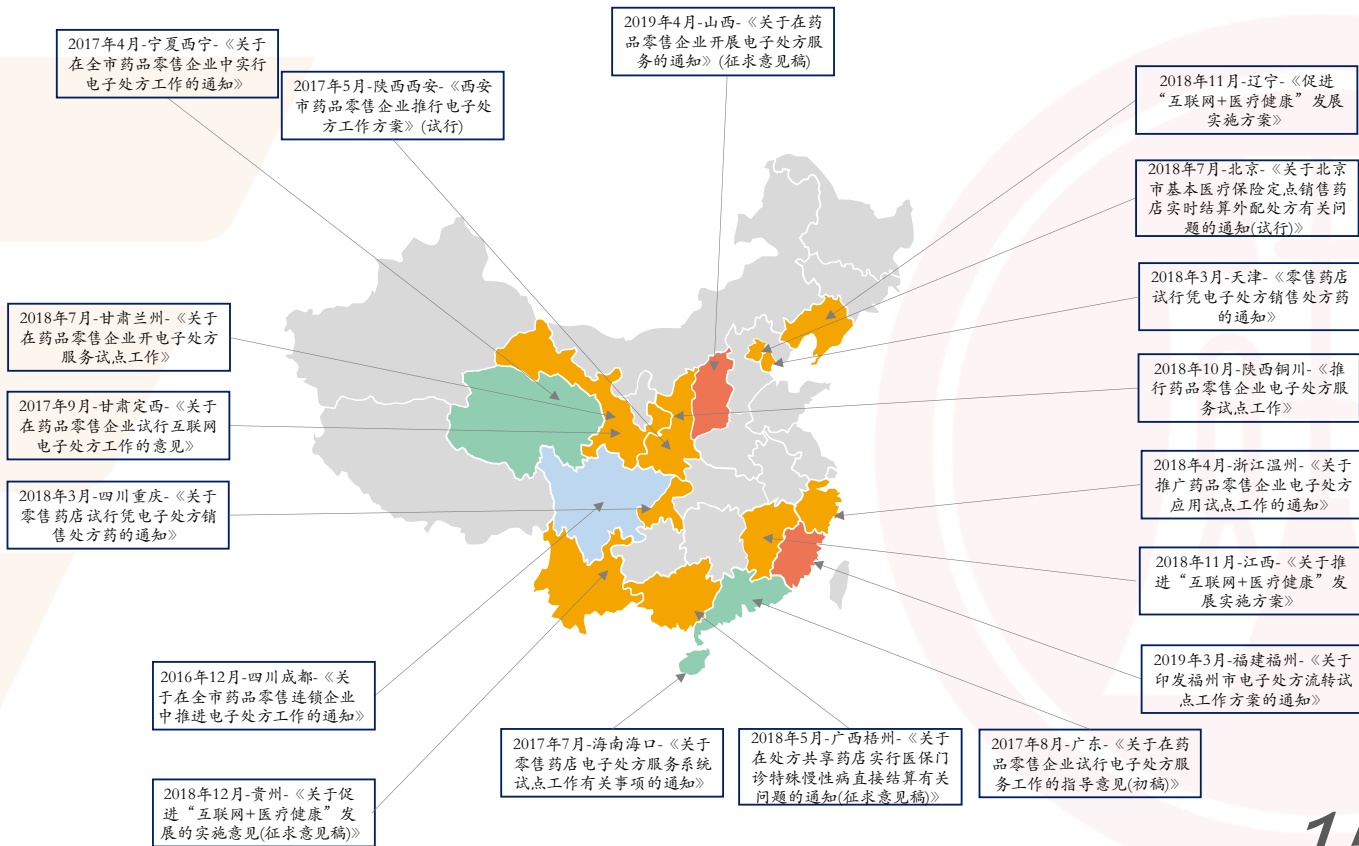 2019年4月-山西-《关于在药
品零售企业开展电子处方服
务的通知》(征求意见稿)
2017年4月-宁夏西宁-《关于
在全市药品零售企业中实行
电子处方工作的通知》
2017年5月-陕西西安-《西安
市药品零售企业推行电子处
方工作方案》(试行)
2018年11月-辽宁-《促进
“互联网+医疗健康”发展
实施方案》
2018年7月-北京-《关于北京
市基本医疗保险定点销售药
店实时结算外配处方有关问
题的通知(试行)》
2018年3月-天津-《零售药店
试行凭电子处方销售处方药
的通知》
2018年7月-甘肃兰州-《关于
在药品零售企业开电子处方
服务试点工作》
2018年10月-陕西铜川-《推
行药品零售企业电子处方服
务试点工作》
2017年9月-甘肃定西-《关于
在药品零售企业试行互联网
电子处方工作的意见》
2018年4月-浙江温州-《关于
推广药品零售企业电子处方
应用试点工作的通知》
2018年3月-四川重庆-《关于
零售药店试行凭电子处方销
售处方药的通知》
2018年11月-江西-《关于推
进“互联网+医疗健康”发
展实施方案》
2019年3月-福建福州-《关于
印发福州市电子处方流转试
点工作方案的通知》
2016年12月-四川成都-《关
于在全市药品零售连锁企业
中推进电子处方工作的通知》
2017年7月-海南海口-《关于
零售药店电子处方服务系统
试点工作有关事项的通知》
2018年5月-广西梧州-《关于
在处方共享药店实行医保门
诊特殊慢性病直接结算有关
问题的通知(征求意见稿)》
2017年8月-广东-《关于在药
品零售企业试行电子处方服
务工作的指导意见(初稿)》
2018年12月-贵州-《关于促
进“互联网+医疗健康”发
展的实施意见(征求意见稿)》